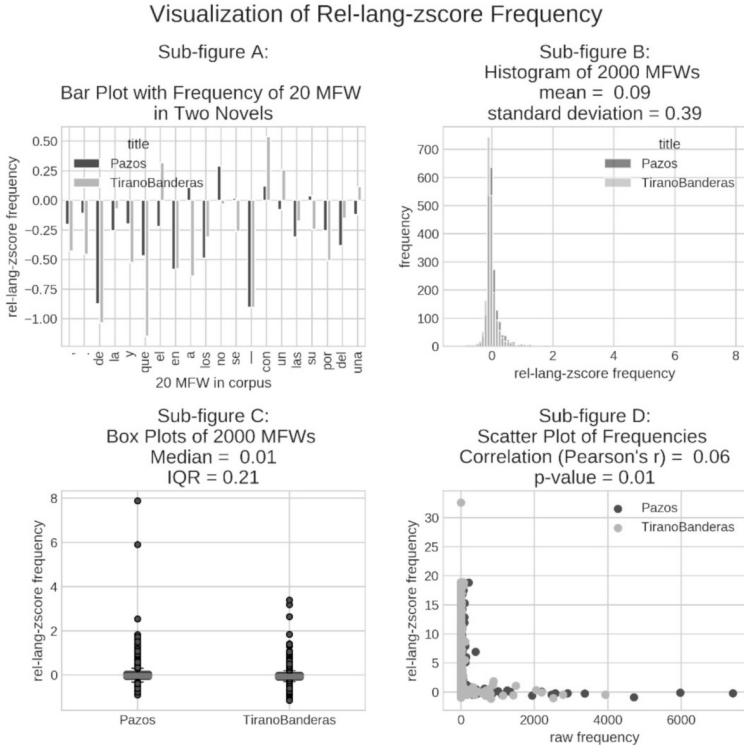 Visualization of Rel-lang-zscore Frequency
Sub-figure A:
Bar Plot with Frequency of 20 MFW
in Two Novels
title
Pazos
TiranoBanderas
0.50
0.25
0.00
−0.25
−0.50
−0.75
−1.00
rel-lang-zscore frequency
, . de la y que el en a los no se — con un las su por del una
20 MFW in corpus
Sub-figure B:
Histogram of 2000 MFWs
mean = 0.09
standard deviation = 0.39
title
Pazos
TiranoBanderas
700
600
500
400
300
200
100
0
frequency
0 2 4 6 8
rel-lang-zscore frequency
Sub-figure C:
Box Plots of 2000 MFWs
Median = 0.01
IQR = 0.21
8
6
4
2
0
rel-lang-zscore frequency
Pazos TiranoBanderas
Sub-figure D:
Scatter Plot of Frequencies
Correlation (Pearson's r) = 0.06
p-value = 0.01
Pazos
TiranoBanderas
30
25
20
15
10
5
0
rel-lang-zscore frequency
0 2000 4000 6000
raw frequency